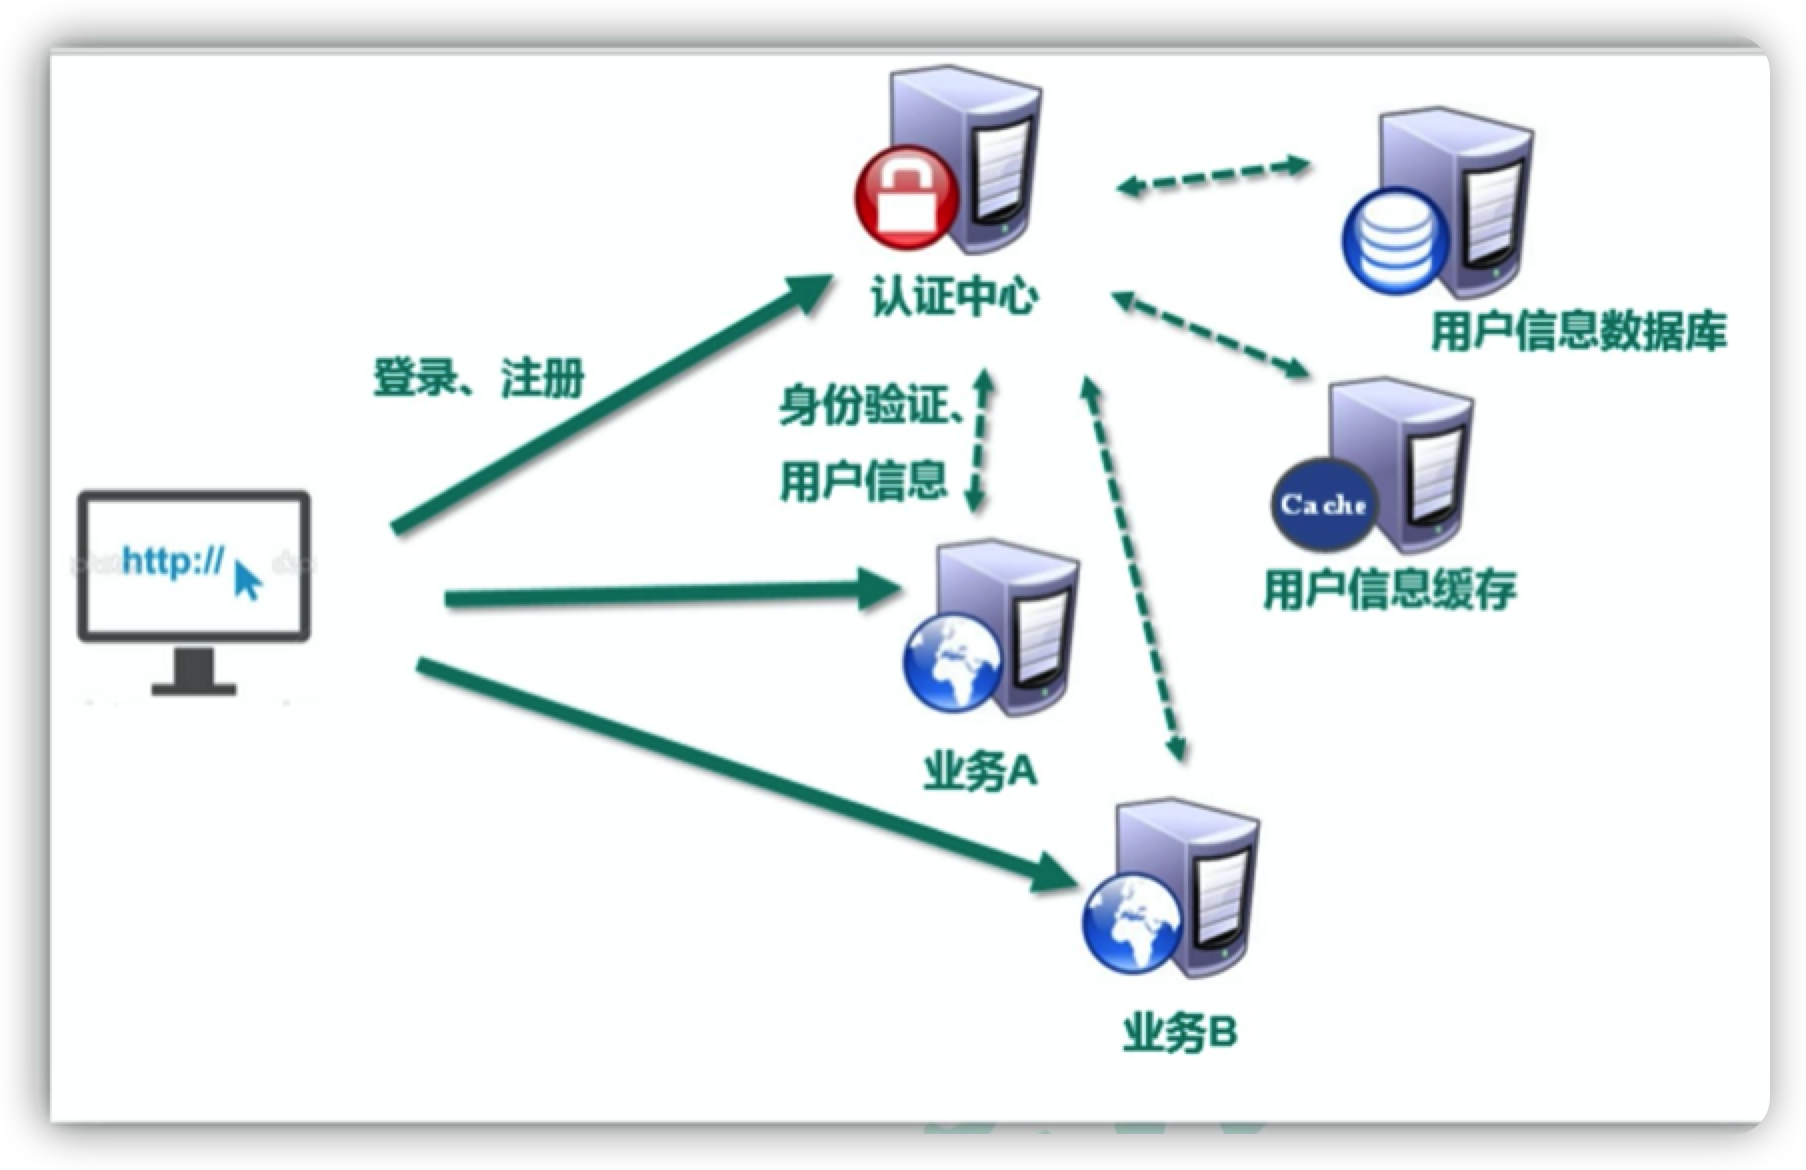 认证中心
用户信息数据库
登录、注册
身份验证、
用户信息
http://
Cache
用户信息缓存
业务A
业务B